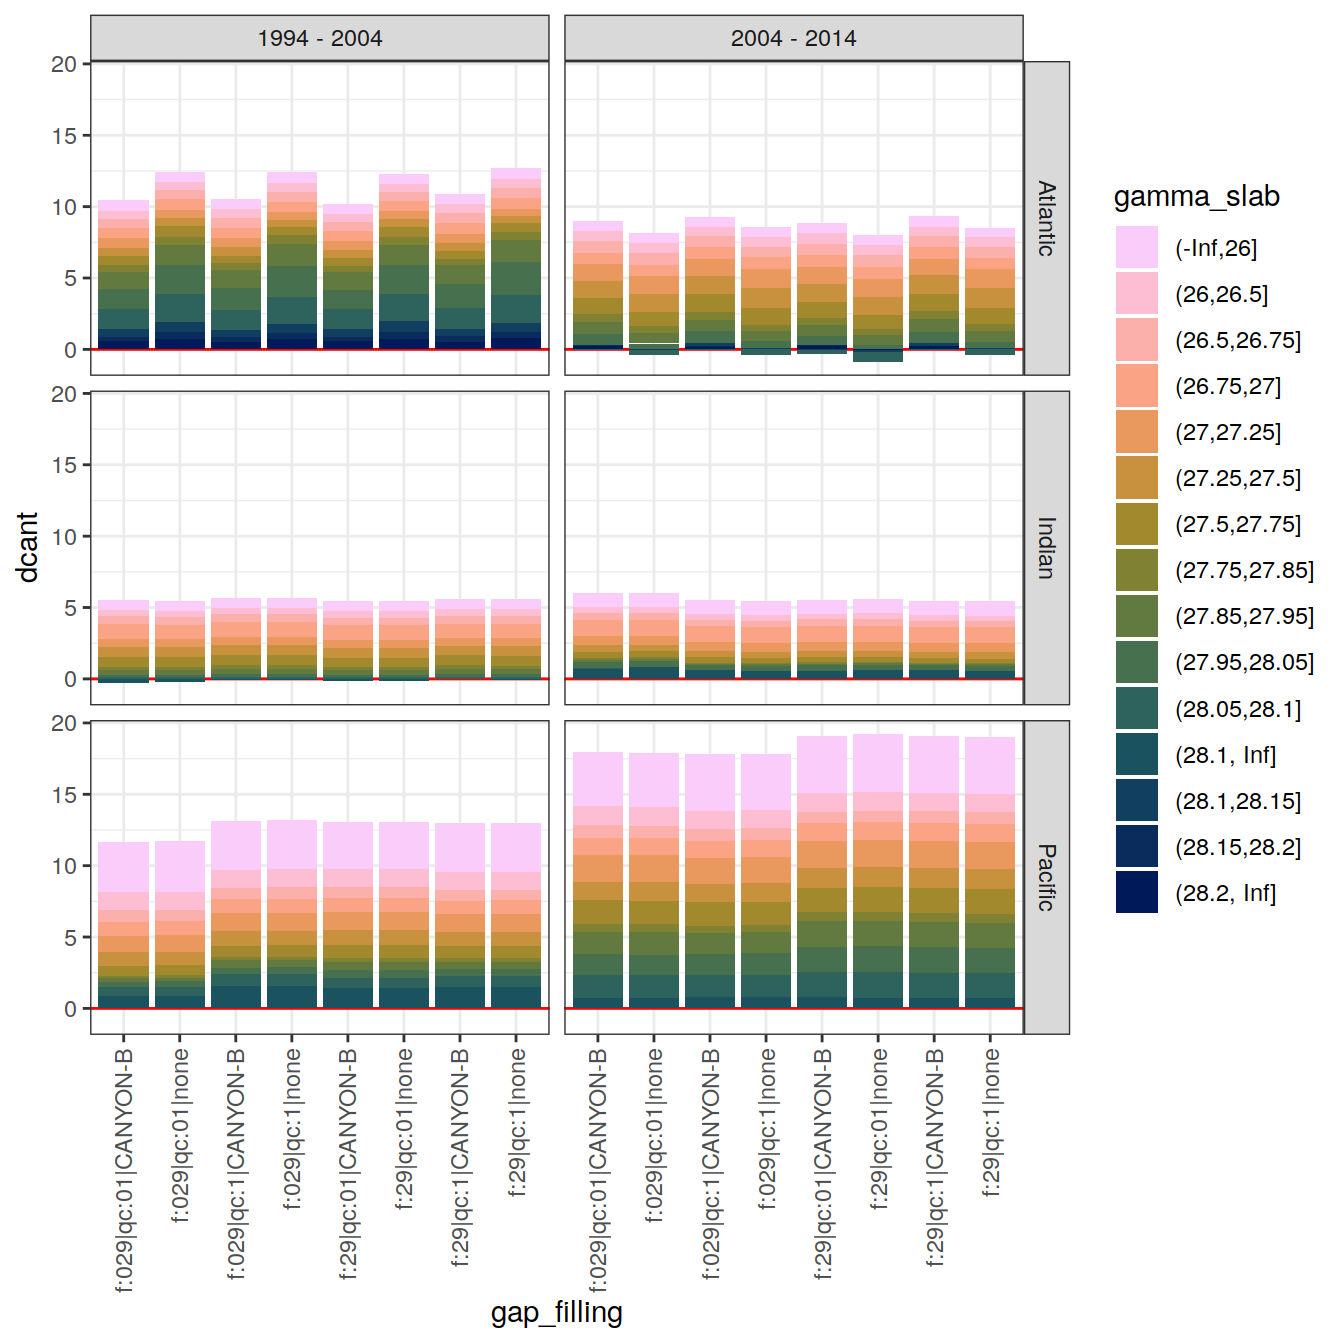 1994 - 2004
2004 - 2014
20
15
10
5
0
Atlantic
20
15
10
5
0
Indian
20
15
10
5
0
Pacific
dcant
f:029|qc:01|CANYON-B
f:029|qc:01|none
f:029|qc:1|CANYON-B
f:029|qc:1|none
f:29|qc:01|CANYON-B
f:29|qc:01|none
f:29|qc:1|CANYON-B
f:29|qc:1|none
f:029|qc:01|CANYON-B
f:029|qc:01|none
f:029|qc:1|CANYON-B
f:029|qc:1|none
f:29|qc:01|CANYON-B
f:29|qc:01|none
f:29|qc:1|CANYON-B
f:29|qc:1|none
gap_filling
gamma_slab
(-Inf,26]
(26,26.5]
(26.5,26.75]
(26.75,27]
(27,27.25]
(27.25,27.5]
(27.5,27.75]
(27.75,27.85]
(27.85,27.95]
(27.95,28.05]
(28.05,28.1]
(28.1, Inf]
(28.1,28.15]
(28.15,28.2]
(28.2, Inf]